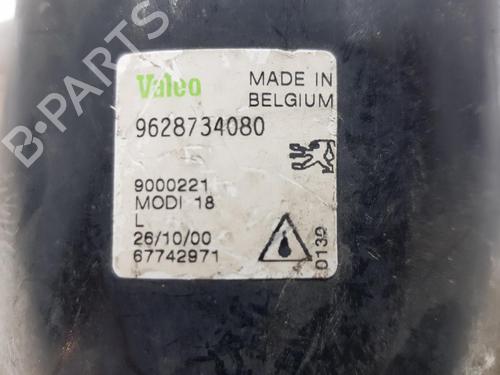 Valeo
MADE IN
BELGIUM
9628734080
9000221
MODI 18
L
26/10/00
67742971
0139
B-Parts